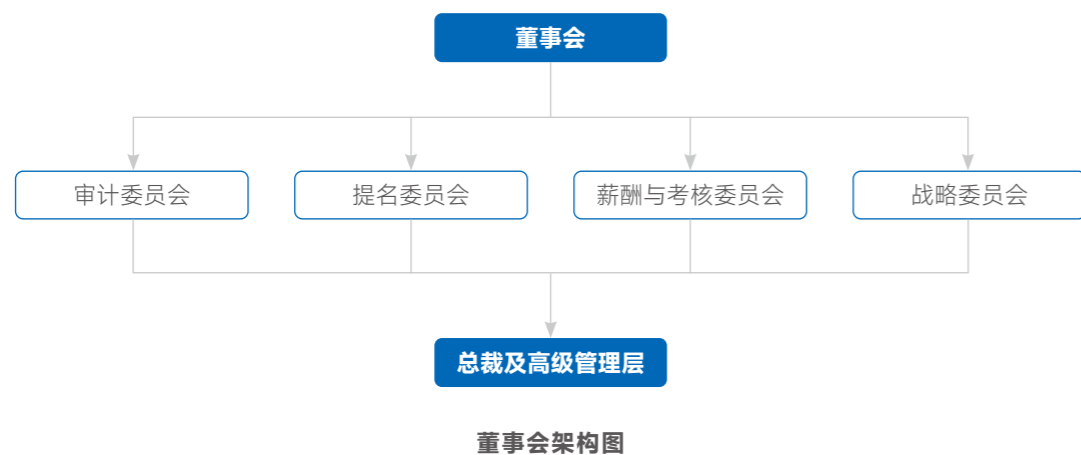 董事会
审计委员会
提名委员会
薪酬与考核委员会
战略委员会
总裁及高级管理层
董事会架构图